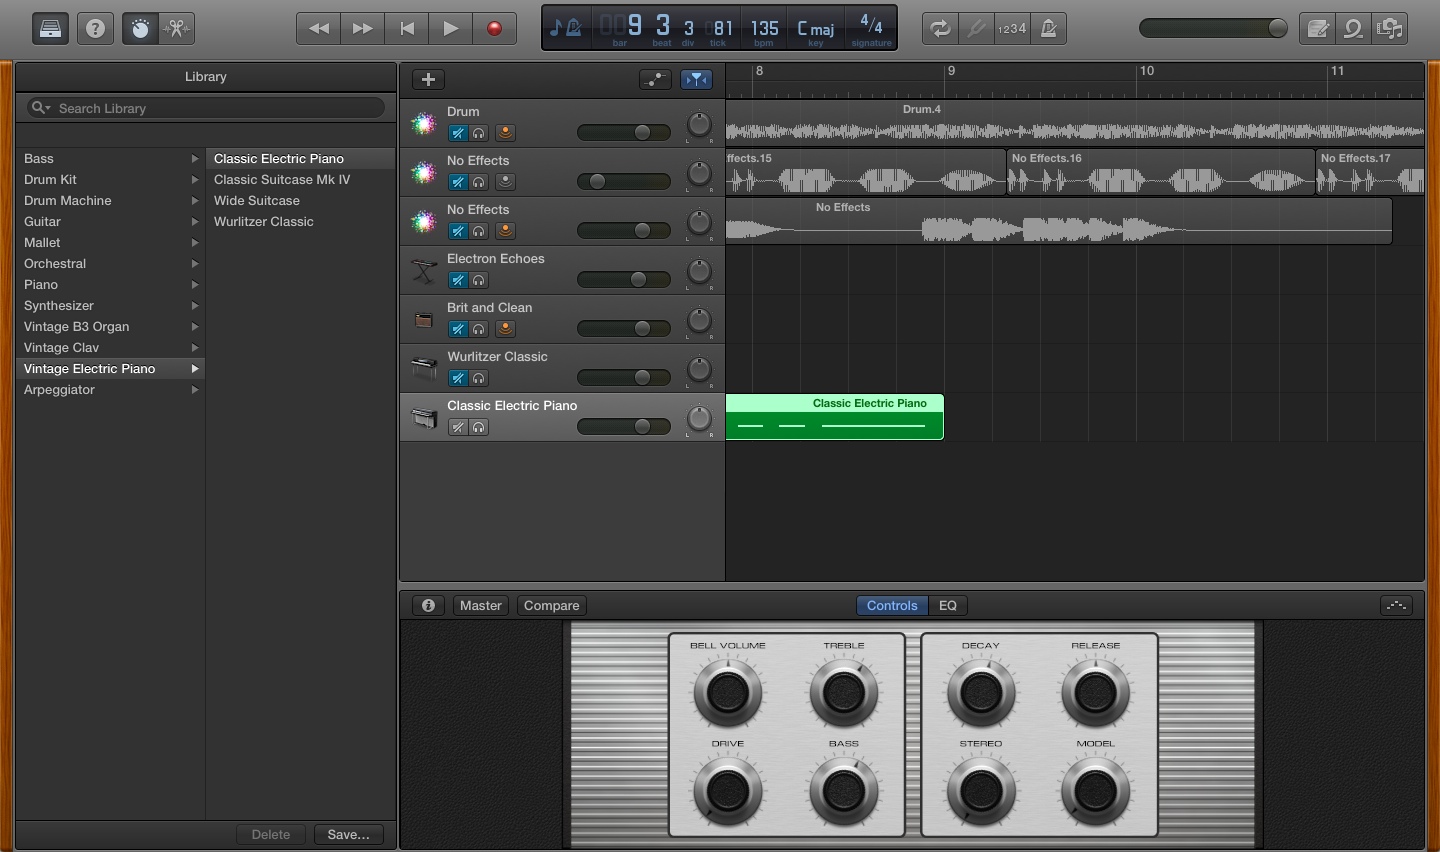 9 3 3 81 135 C maj 4/4
bar beat div tick bpm key signature
1234
Library
Search Library
Bass
Drum Kit
Drum Machine
Guitar
Mallet
Orchestral
Piano
Synthesizer
Vintage B3 Organ
Vintage Clav
Vintage Electric Piano
Arpeggiator
Classic Electric Piano
Classic Suitcase Mk IV
Wide Suitcase
Wurlitzer Classic
Delete
Save...
8 9 10 11
Drum
L R
Drum.4
No Effects
L R
ffects.15
No Effects.16
No Effects.17
No Effects
L R
No Effects
Electron Echoes
L R
Brit and Clean
L R
Wurlitzer Classic
L R
Classic Electric Piano
L R
Classic Electric Piano
Master
Compare
Controls
EQ
BELL VOLUME TREBLE
DRIVE BASS
DECAY RELEASE
STEREO MODEL